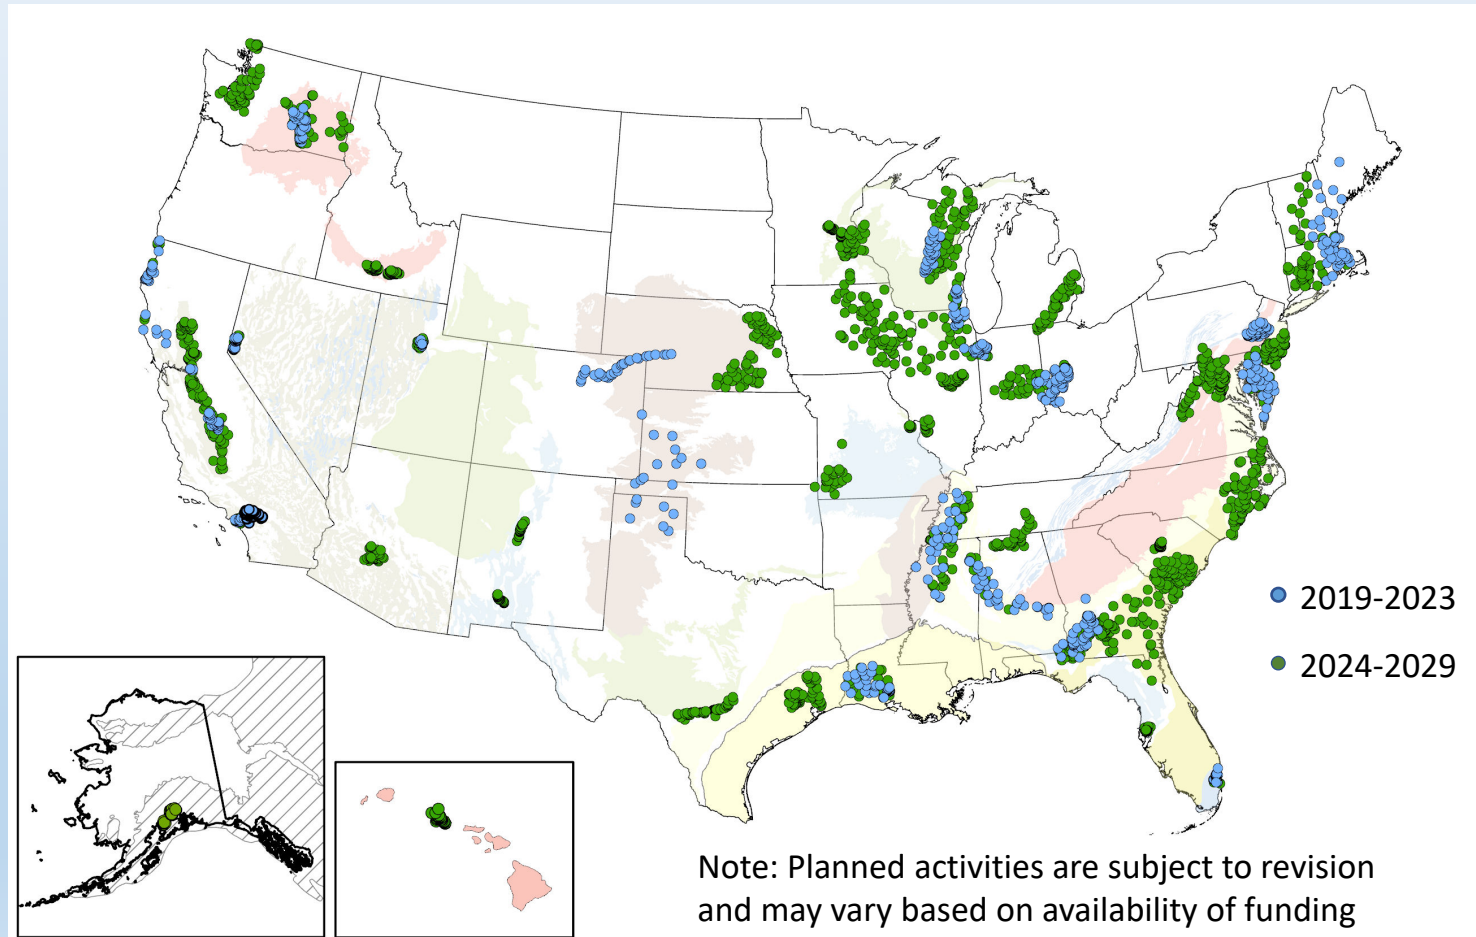 2019-2023
2024-2029
Note: Planned activities are subject to revision
and may vary based on availability of funding